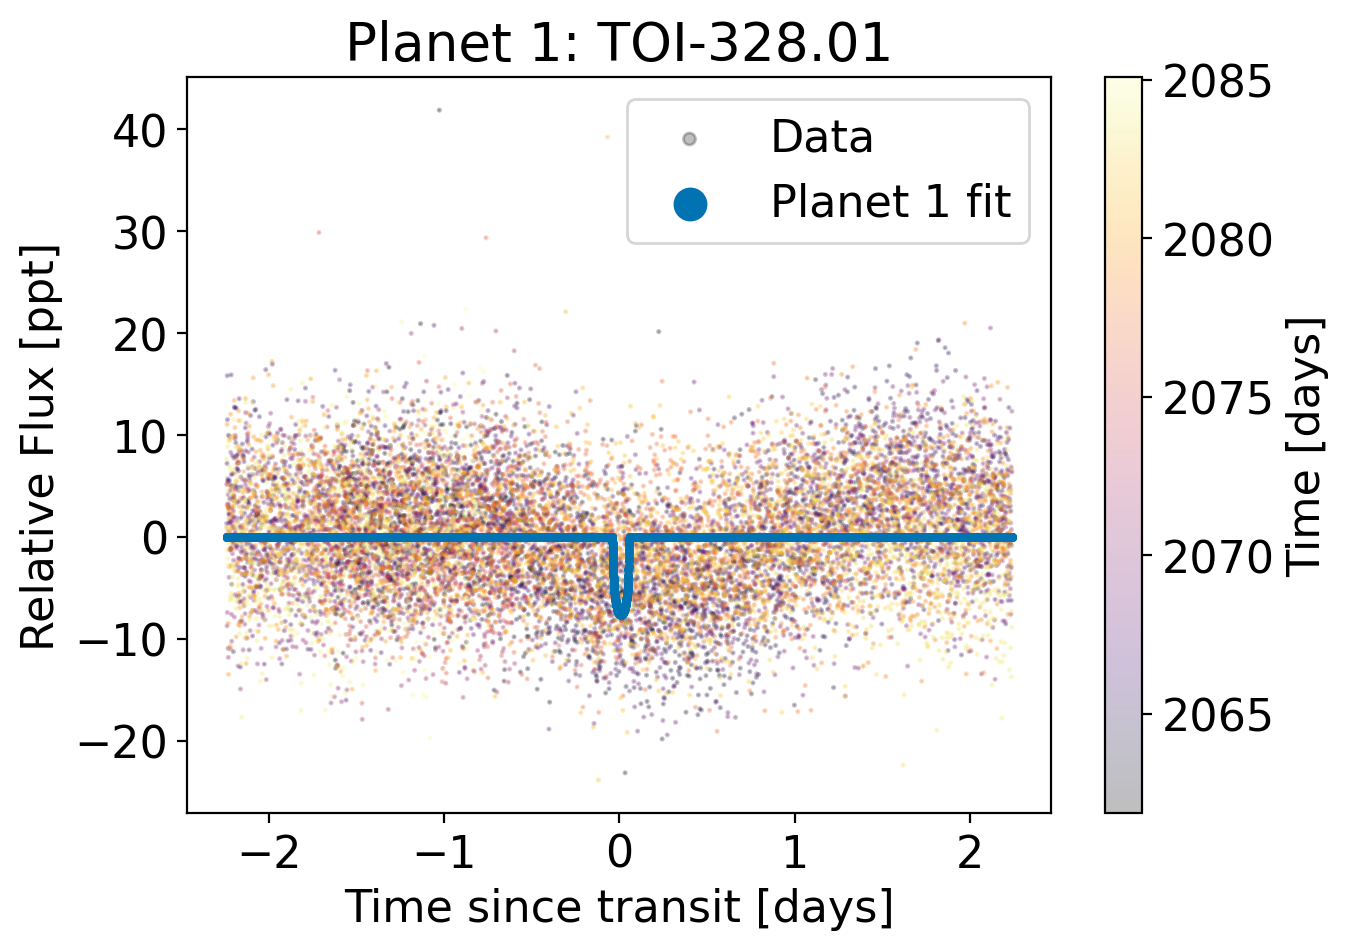 Planet 1: TOI-328.01
Relative Flux [ppt]
40
30
20
10
0
−10
−20
Data
Planet 1 fit
−2
−1
0
1
2
Time since transit [days]
2085
2080
2075
2070
2065
Time [days]